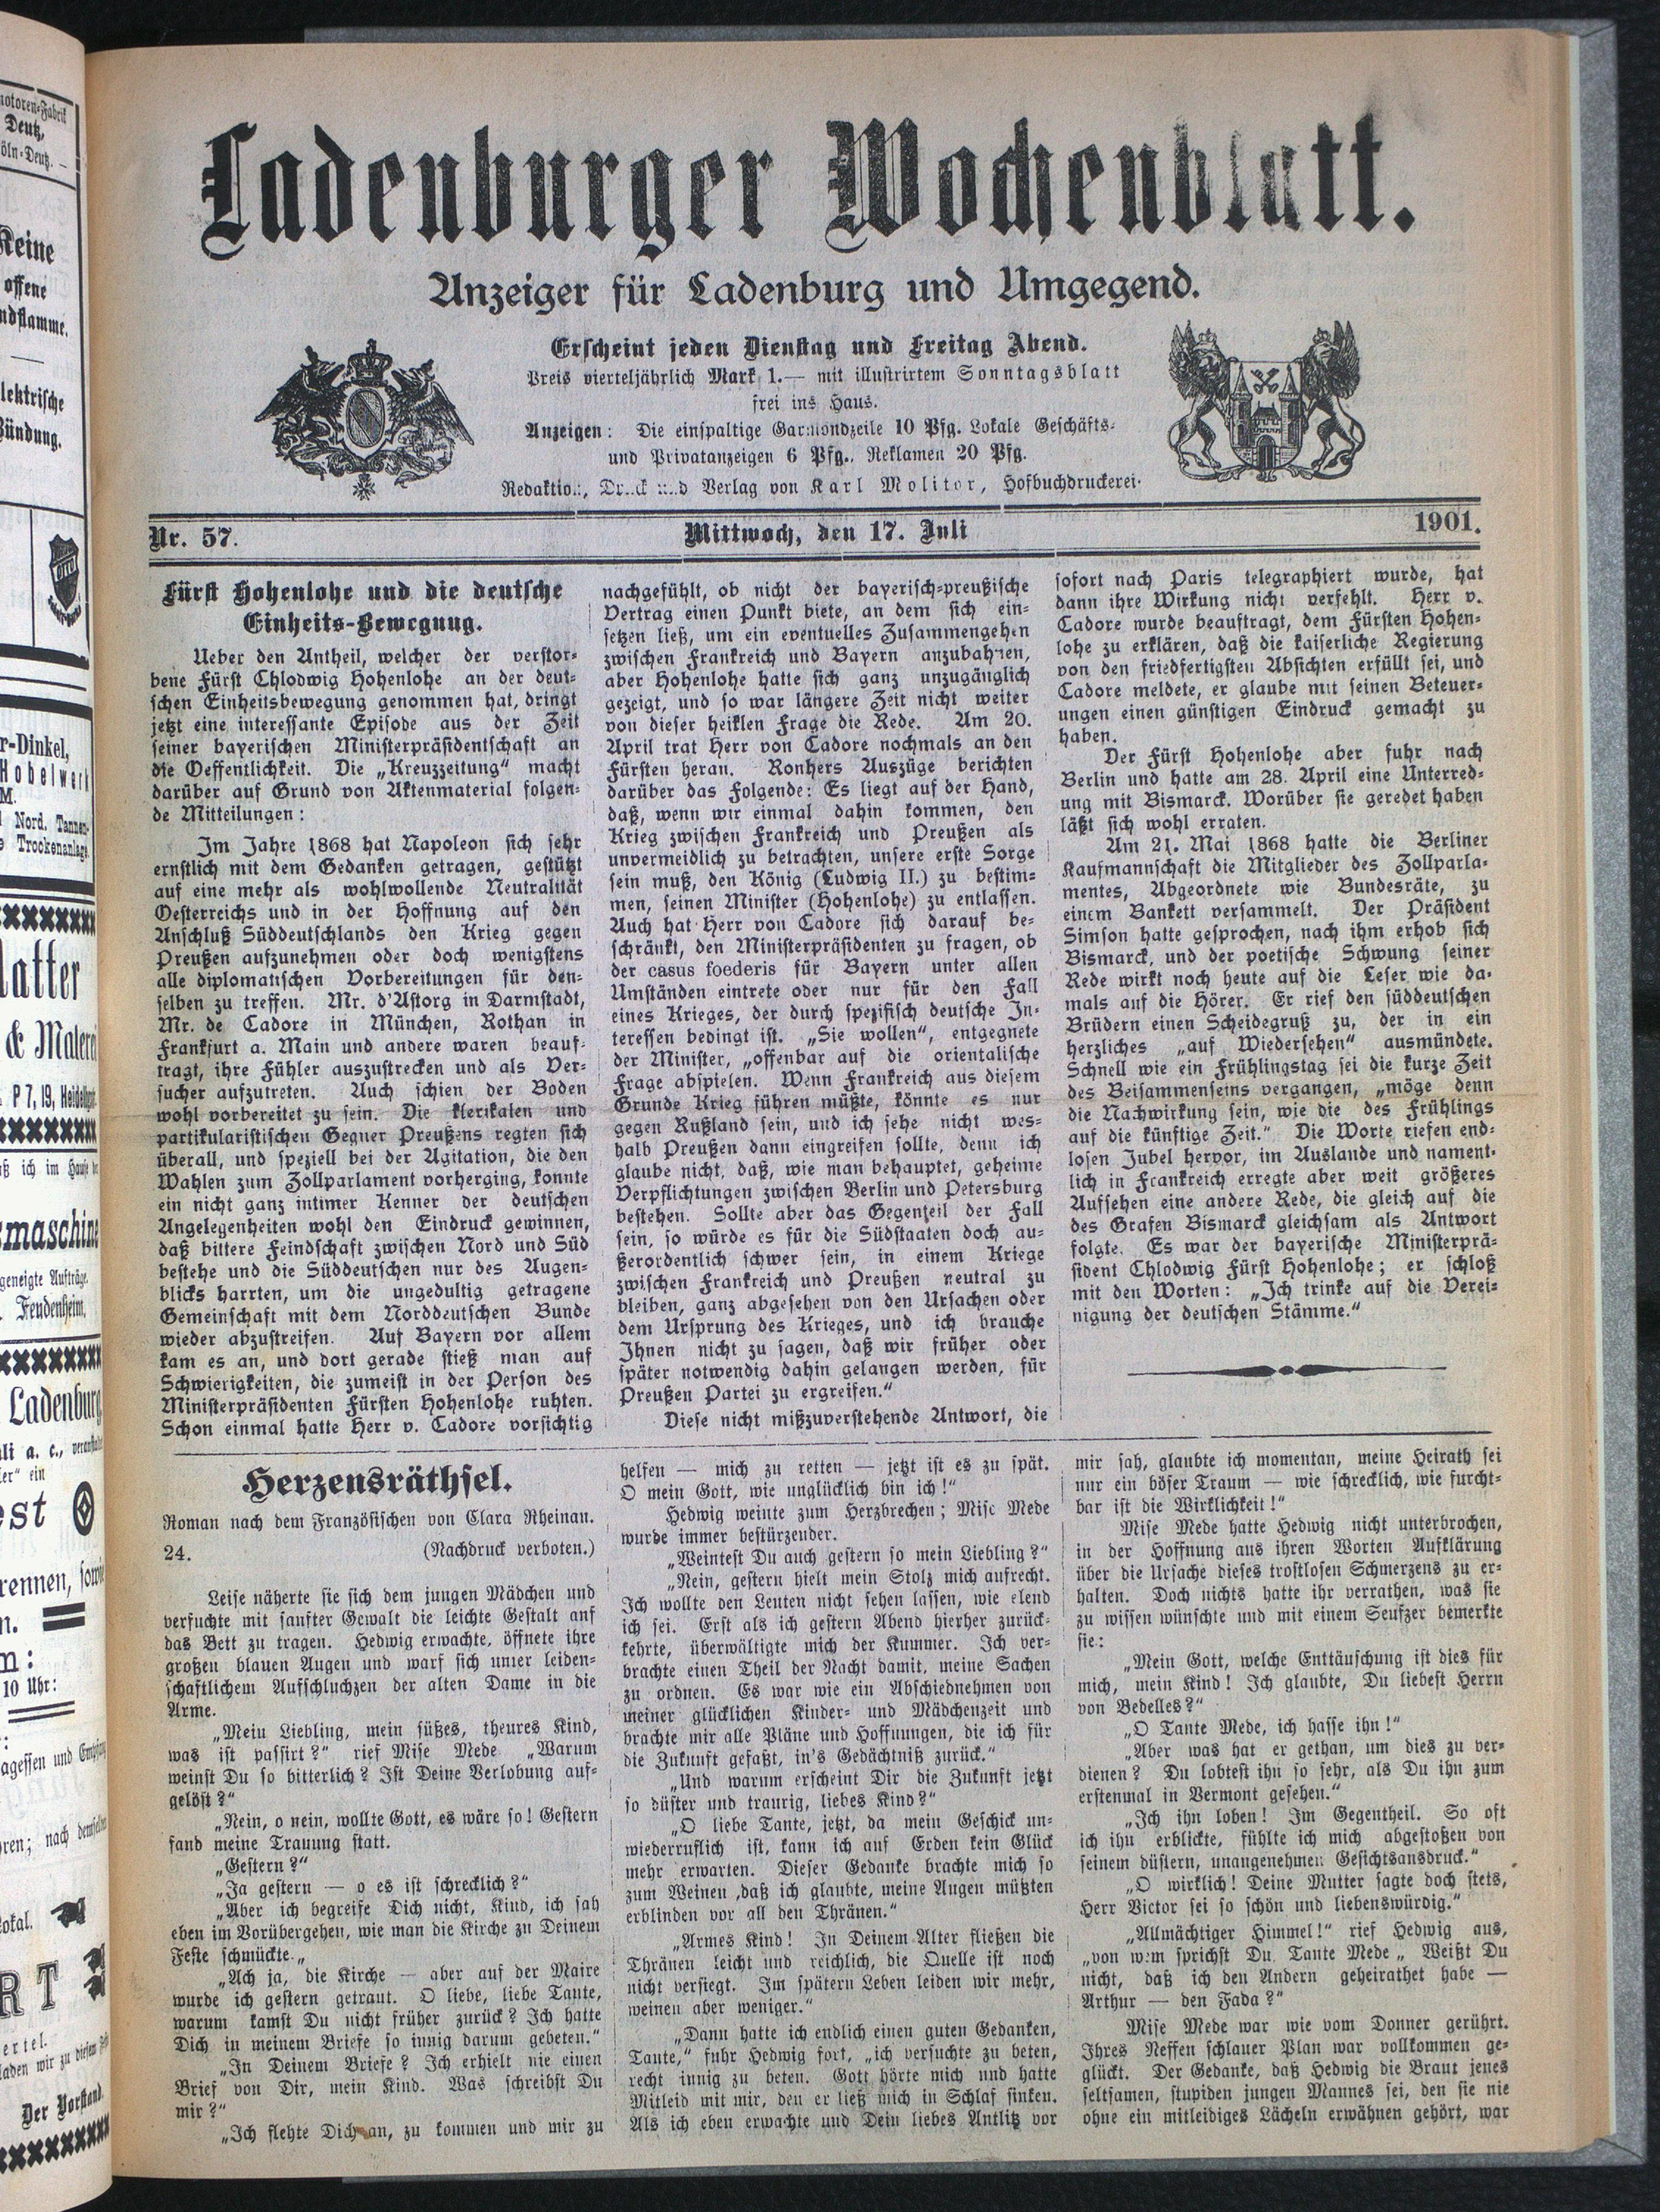 Ladenburger Wochenblatt.
Anzeiger für Ladenburg und Umgegend.
Erscheint jeden Dienstag und Freitag Abend.
Preis vierteljährlich Mark 1.— mit illustrirtem Sonntagsblatt
frei ins Haus.
Anzeigen: Die einspaltige Garmondzeile 10 Pfg. Lokale Geschäfts-
und Privatanzeigen 6 Pfg., Reklamen 20 Pfg.
Redaktion, Druck und Verlag von Karl Molitor, Hofbuchdruckerei.
Nr. 57. Mittwoch, den 17. Juli 1901.
Fürst Hohenlohe und die deutsche
Einheits-Bewegung.
Ueber den Antheil, welcher der verstor-
bene Fürst Chlodwig Hohenlohe an der deut-
schen Einheitsbewegung genommen hat, dringt
jetzt eine interessante Episode aus der Zeit
seiner bayerischen Ministerpräsidentschaft an
die Oeffentlichkeit. Die „Kreuzzeitung“ macht
darüber auf Grund von Aktenmaterial folgen-
de Mitteilungen:
Im Jahre 1868 hat Napoleon sich sehr
ernstlich mit dem Gedanken getragen, gestützt
auf eine mehr als wohlwollende Neutralität
Oesterreichs und in der Hoffnung auf den
Anschluß Süddeutschlands den Krieg gegen
Preußen aufzunehmen oder doch wenigstens
alle diplomatischen Vorbereitungen für den-
selben zu treffen. Mr. d'Astorg in Darmstadt,
Mr. de Cadore in München, Rothan in
Frankfurt a. Main und andere waren beauf-
tragt, ihre Fühler auszustrecken und als Ver-
sucher aufzutreten. Auch schien der Boden
wohl vorbereitet zu sein. Die klerikalen und
partikularistischen Gegner Preußens regten sich
überall, und speziell bei der Agitation, die den
Wahlen zum Zollparlament vorherging, konnte
ein nicht ganz intimer Kenner der deutschen
Angelegenheiten wohl den Eindruck gewinnen,
daß bittere Feindschaft zwischen Nord und Süd
bestehe und die Süddeutschen nur des Augen-
blicks harrten, um die ungedultig getragene
Gemeinschaft mit dem Norddeutschen Bunde
wieder abzustreifen. Auf Bayern vor allem
kam es an, und dort gerade stieß man auf
Schwierigkeiten, die zumeist in der Person des
Ministerpräsidenten Fürsten Hohenlohe ruhten.
Schon einmal hatte Herr v. Cadore vorsichtig
nachgefühlt, ob nicht der bayerisch-preußische
Vertrag einen Punkt biete, an dem sich ein-
setzen ließ, um ein eventuelles Zusammengehen
zwischen Frankreich und Bayern anzubahnen,
aber Hohenlohe hatte sich ganz unzugänglich
gezeigt, und so war längere Zeit nicht weiter
von dieser heiklen Frage die Rede. Am 20.
April trat Herr von Cadore nochmals an den
Fürsten heran. Ronhers Auszüge berichten
darüber das Folgende: Es liegt auf der Hand,
daß, wenn wir einmal dahin kommen, den
Krieg zwischen Frankreich und Preußen als
unvermeidlich zu betrachten, unsere erste Sorge
sein muß, den König (Ludwig II.) zu bestim-
men, seinen Minister (Hohenlohe) zu entlassen.
Auch hat Herr von Cadore sich darauf be-
schränkt, den Ministerpräsidenten zu fragen, ob
der casus foederis für Bayern unter allen
Umständen eintrete oder nur für den Fall
eines Krieges, der durch spezifisch deutsche In-
teressen bedingt ist. „Sie wollen“, entgegnete
der Minister, „offenbar auf die orientalische
Frage abspielen. Wenn Frankreich aus diesem
Grunde Krieg führen müßte, könnte es nur
gegen Rußland sein, und ich sehe nicht wes-
halb Preußen dann eingreifen sollte, denn ich
glaube nicht, daß, wie man behauptet, geheime
Verpflichtungen zwischen Berlin und Petersburg
bestehen. Sollte aber das Gegenteil der Fall
sein, so würde es für die Südstaaten doch au-
ßerordentlich schwer sein, in einem Kriege
zwischen Frankreich und Preußen neutral zu
bleiben, ganz abgesehen von den Ursachen oder
dem Ursprung des Krieges, und ich brauche
Ihnen nicht zu sagen, daß wir früher oder
später notwendig dahin gelangen werden, für
Preußen Partei zu ergreifen.“
Diese nicht mißzuverstehende Antwort, die
sofort nach Paris telegraphiert wurde, hat
dann ihre Wirkung nicht verfehlt. Herr v.
Cadore wurde beauftragt, dem Fürsten Hohen-
lohe zu erklären, daß die kaiserliche Regierung
von den friedfertigsten Absichten erfüllt sei, und
Cadore meldete, er glaube mit seinen Beteuer-
ungen einen günstigen Eindruck gemacht zu
haben.
Der Fürst Hohenlohe aber fuhr nach
Berlin und hatte am 28. April eine Unterred-
ung mit Bismarck. Worüber sie geredet haben
läßt sich wohl erraten.
Am 21. Mai 1868 hatte die Berliner
Kaufmannschaft die Mitglieder des Zollparla-
mentes, Abgeordnete wie Bundesräte, zu
einem Bankett versammelt. Der Präsident
Simson hatte gesprochen, nach ihm erhob sich
Bismarck, und der poetische Schwung seiner
Rede wirkt noch heute auf die Leser wie da-
mals auf die Hörer. Er rief den süddeutschen
Brüdern einen Scheidegruß zu, der in ein
herzliches „auf Wiedersehen“ ausmündete.
Schnell wie ein Frühlingstag sei die kurze Zeit
des Beisammenseins vergangen, „möge denn
die Nachwirkung sein, wie die des Frühlings
auf die künftige Zeit.“ Die Worte riefen end-
losen Jubel hervor, im Auslande und nament-
lich in Frankreich erregte aber weit größeres
Aufsehen eine andere Rede, die gleich auf die
des Grafen Bismarck gleichsam als Antwort
folgte. Es war der bayerische Ministerprä-
sident Chlodwig Fürst Hohenlohe; er schloß
mit den Worten: „Ich trinke auf die Verei-
nigung der deutschen Stämme.“
Herzensräthsel.
Roman nach dem Französischen von Clara Rheinau.
24. (Nachdruck verboten.)
Leise näherte sie sich dem jungen Mädchen und
versuchte mit sanfter Gewalt die leichte Gestalt auf
das Bett zu tragen. Hedwig erwachte, öffnete ihre
großen blauen Augen und warf sich unter leiden-
schaftlichem Aufschluchzen der alten Dame in die
Arme.
„Mein Liebling, mein süßes, theures Kind,
was ist passirt?“ rief Mise Mede „Warum
weinst Du so bitterlich? Ist Deine Verlobung auf-
gelöst?“
„Nein, o nein, wollte Gott, es wäre so! Gestern
fand meine Trauung statt.
„Gestern?“
„Ja gestern — o es ist schrecklich?“
„Aber ich begreife Dich nicht, Kind, ich sah
eben im Vorübergehen, wie man die Kirche zu Deinem
Feste schmückte.„
„Ach ja, die Kirche — aber auf der Maire
wurde ich gestern getraut. O liebe, liebe Tante,
warum kamst Du nicht früher zurück? Ich hatte
Dich in meinem Briefe so innig darum gebeten.“
„In Deinem Briefe? Ich erhielt nie einen
Brief von Dir, mein Kind. Was schreibst Du
mir?“
„Ich flehte Dich an, zu kommen und mir zu
helfen — mich zu retten — jetzt ist es zu spät.
O mein Gott, wie unglücklich bin ich!“
Hedwig weinte zum Herzbrechen; Mise Mede
wurde immer bestürzender.
„Weintest Du auch gestern so mein Liebling?“
„Nein, gestern hielt mein Stolz mich aufrecht.
Ich wollte den Leuten nicht sehen lassen, wie elend
ich sei. Erst als ich gestern Abend hierher zurück-
kehrte, überwältigte mich der Kummer. Ich ver-
brachte einen Theil der Nacht damit, meine Sachen
zu ordnen. Es war wie ein Abschiednehmen von
meiner glücklichen Kinder- und Mädchenzeit und
brachte mir alle Pläne und Hoffnungen, die ich für
die Zukunft gefaßt, in's Gedächtniß zurück.“
„Und warum erscheint Dir die Zukunft jetzt
so düster und traurig, liebes Kind?“
„O liebe Tante, jetzt, da mein Geschick un-
wiederruflich ist, kann ich auf Erden kein Glück
mehr erwarten. Dieser Gedanke brachte mich so
zum Weinen ,daß ich glaubte, meine Augen müßten
erblinden vor all den Thränen.“
„Armes Kind! In Deinem Alter fließen die
Thränen leicht und reichlich, die Quelle ist noch
nicht versiegt. Im spätern Leben leiden wir mehr,
weinen aber weniger.“
„Dann hatte ich endlich einen guten Gedanken,
Tante,“ fuhr Hedwig fort, „ich versuchte zu beten,
recht innig zu beten. Gott hörte mich und hatte
Mitleid mit mir, den er ließ mich in Schlaf sinken.
Als ich eben erwachte und Dein liebes Antlitz vor
mir sah, glaubte ich momentan, meine Heirath sei
nur ein böser Traum — wie schrecklich, wie furcht-
bar ist die Wirklichkeit!“
Mise Mede hatte Hedwig nicht unterbrochen,
in der Hoffnung aus ihren Worten Aufklärung
über die Ursache dieses trostlosen Schmerzens zu er-
halten. Doch nichts hatte ihr verrathen, was sie
zu wissen wünschte und mit einem Seufzer bemerkte
sie:
„Mein Gott, welche Enttäuschung ist dies für
mich, mein Kind! Ich glaubte, Du liebest Herrn
von Bedelles?“
„O Tante Mede, ich hasse ihn!“
„Aber was hat er gethan, um dies zu ver-
dienen? Du lobtest ihn so sehr, als Du ihn zum
erstenmal in Vermont gesehen.“
„Ich ihn loben! Im Gegentheil. So oft
ich ihn erblickte, fühlte ich mich abgestoßen von
seinem düstern, unangenehmen Gesichtsansdruck.“
„O wirklich! Deine Mutter sagte doch stets,
Herr Victor sei so schön und liebenswürdig.“
„Allmächtiger Himmel!“ rief Hedwig aus,
„von wem sprichst Du, Tante Mede„ Weißt Du
nicht, daß ich den Andern geheirathet habe —
Arthur — den Fada?“
Mise Mede war wie vom Donner gerührt.
Ihres Neffen schlauer Plan war vollkommen ge-
glückt. Der Gedanke, daß Hedwig die Braut jenes
seltsamen, stupiden jungen Mannes sei, den sie nie
ohne ein mitleidiges Lächeln erwähnen gehört, war